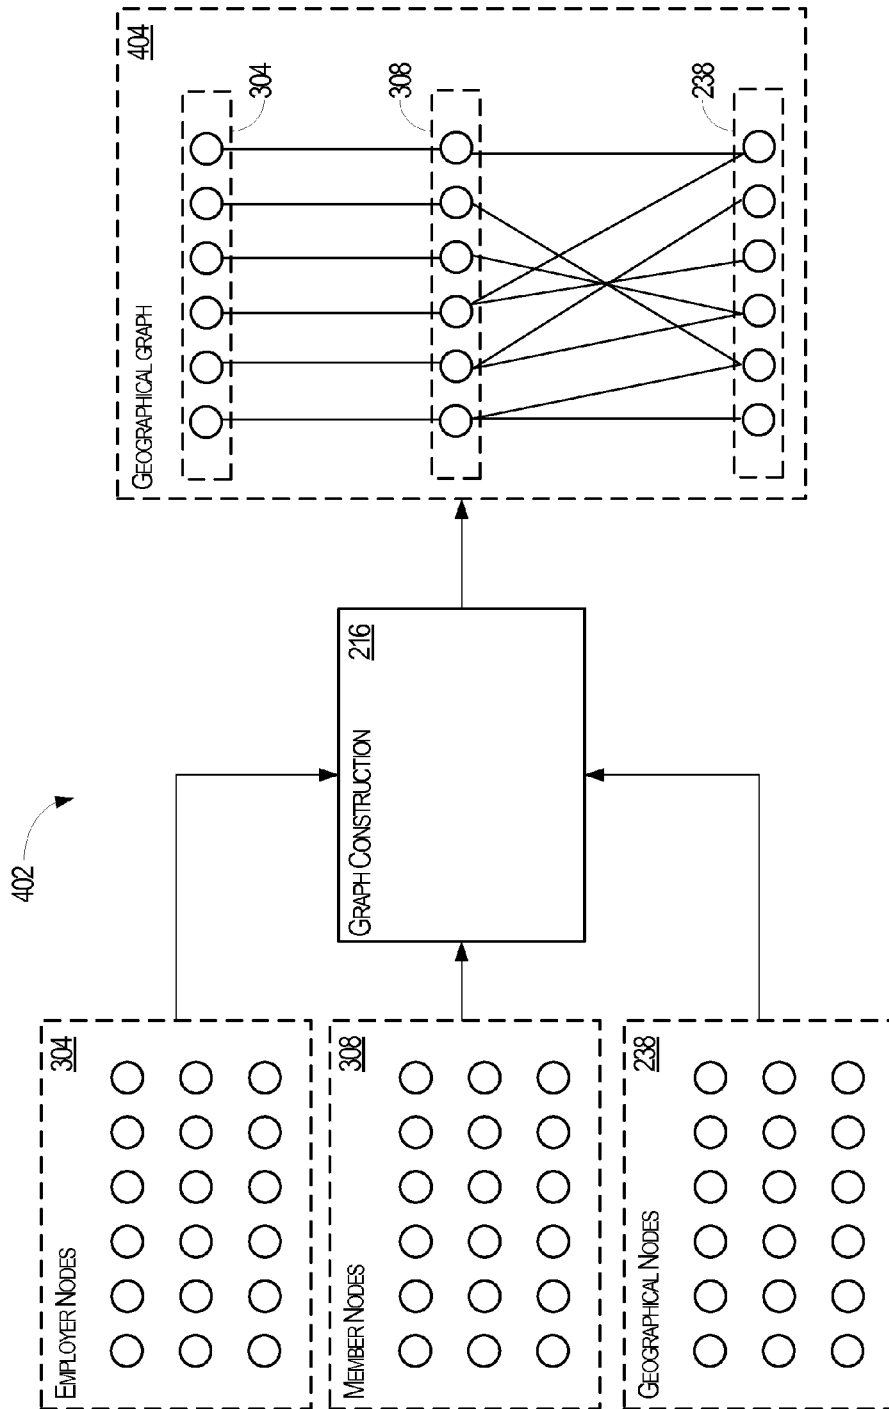 402
EMPLOYER NODES
304
MEMBER NODES
308
GEOGRAPHICAL NODES
238
GRAPH CONSTRUCTION
216
GEOGRAPHICAL GRAPH
404
304
308
238